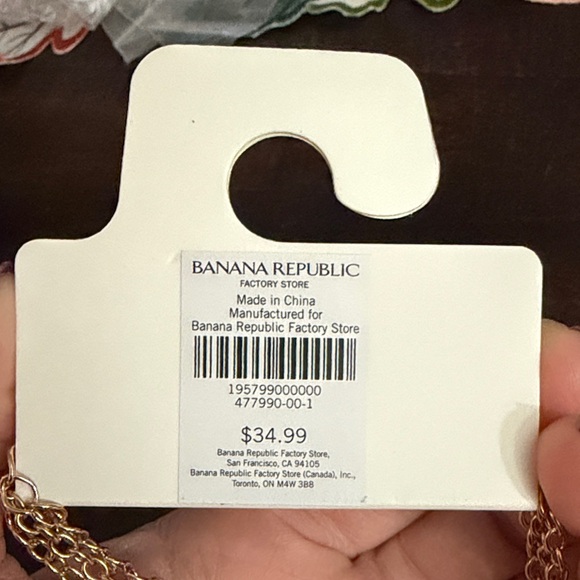 BANANA REPUBLIC
FACTORY STORE
Made in China
Manufactured for
Banana Republic Factory Store
195799000000
477990-00-1
$34.99
Banana Republic Factory Store,
San Francisco, CA 94105
Banana Republic Factory Store (Canada), Inc.,
Toronto, ON M4W 3B8